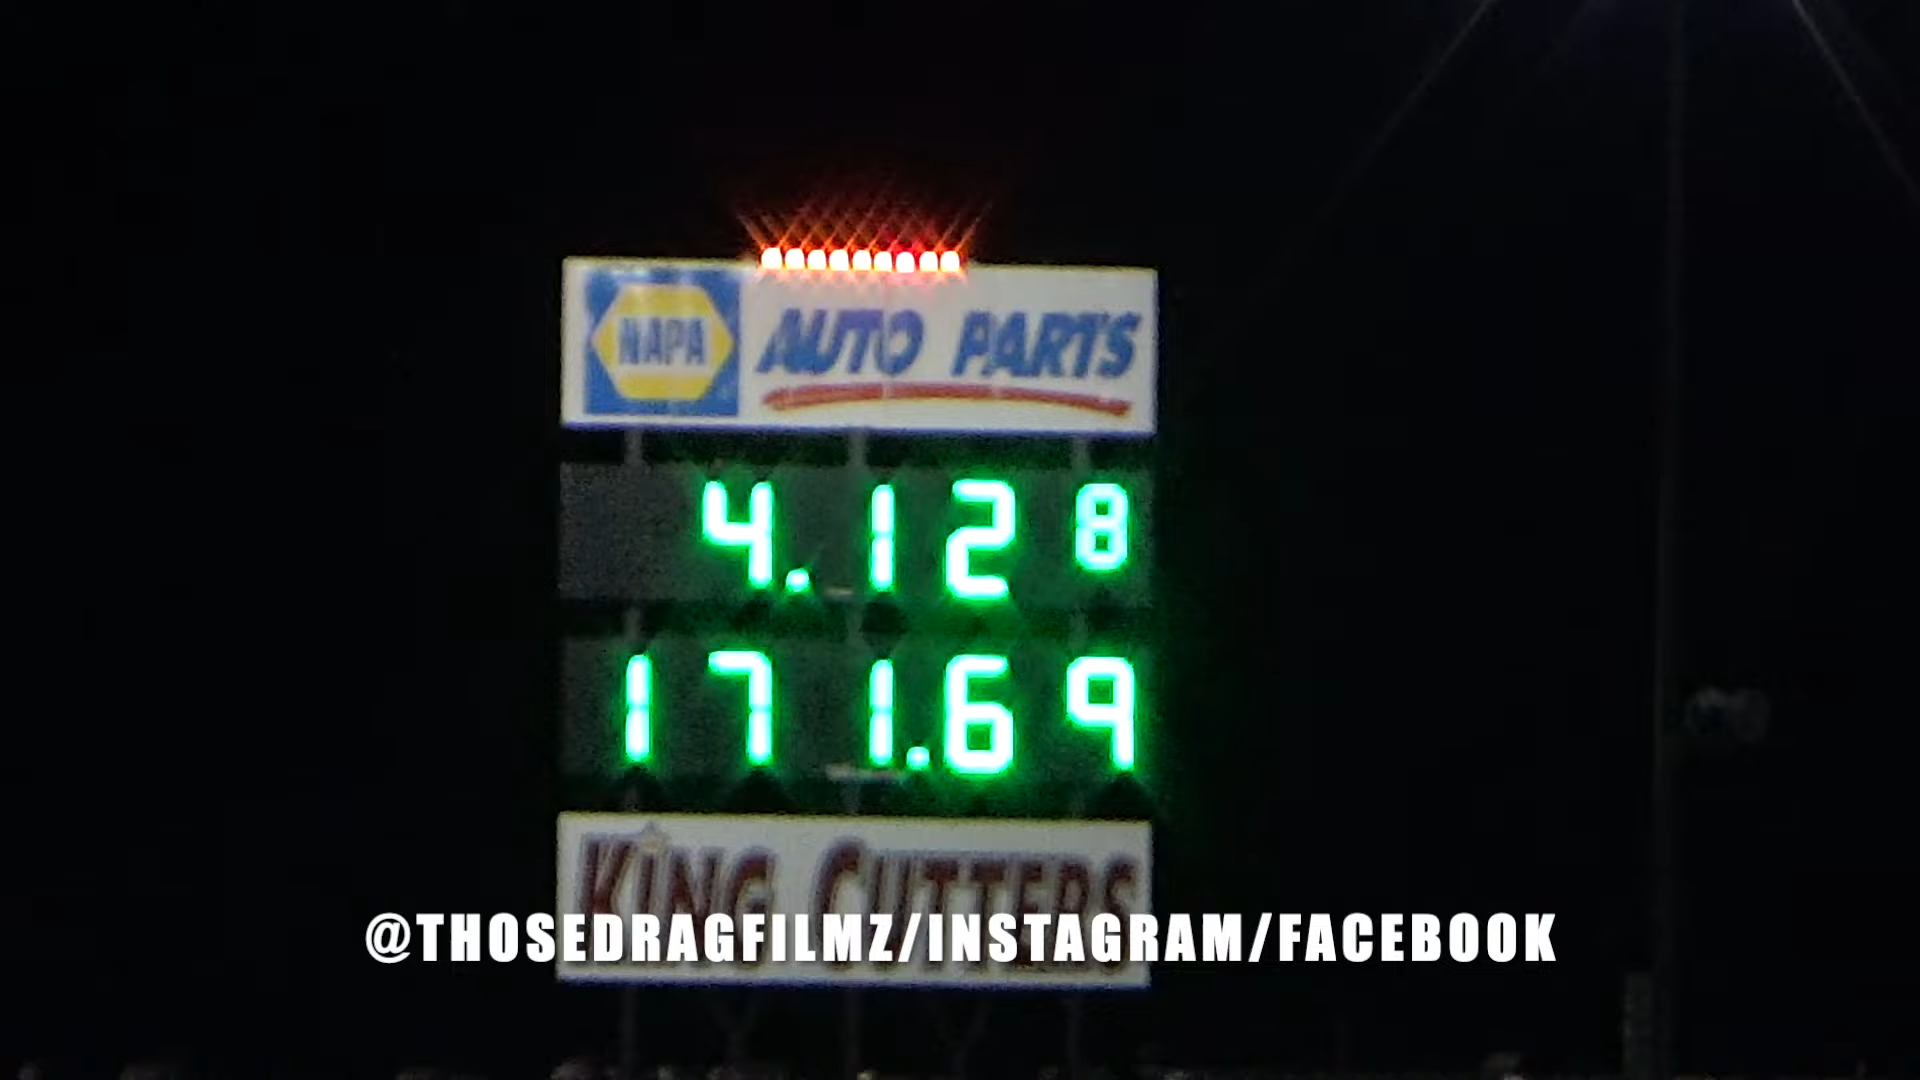 NAPA AUTO PARTS
4.128
171.69
KING CUTTERS
@THOSEDRAGFILMZ/INSTAGRAM/FACEBOOK